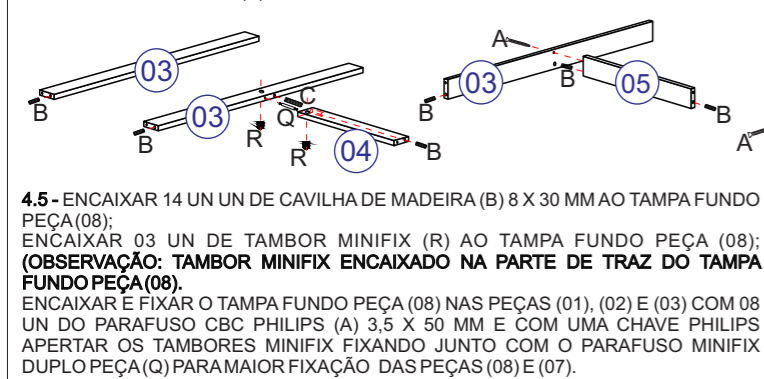 03
B
03
B
C
Q
R
R
04
B
A
03
B
B
05
B
A
4.5 - ENCAIXAR 14 UN UN DE CAVILHA DE MADEIRA (B) 8 X 30 MM AO TAMPA FUNDO
PEÇA (08);
ENCAIXAR 03 UN DE TAMBOR MINIFIX (R) AO TAMPA FUNDO PEÇA (08);
(OBSERVAÇÃO: TAMBOR MINIFIX ENCAIXADO NA PARTE DE TRAZ DO TAMPA
FUNDO PEÇA (08).
ENCAIXAR E FIXAR O TAMPA FUNDO PEÇA (08) NAS PEÇAS (01), (02) E (03) COM 08
UN DO PARAFUSO CBC PHILIPS (A) 3,5 X 50 MM E COM UMA CHAVE PHILIPS
APERTAR OS TAMBORES MINIFIX FIXANDO JUNTO COM O PARAFUSO MINIFIX
DUPLO PEÇA (Q) PARA MAIOR FIXAÇÃO DAS PEÇAS (08) E (07).